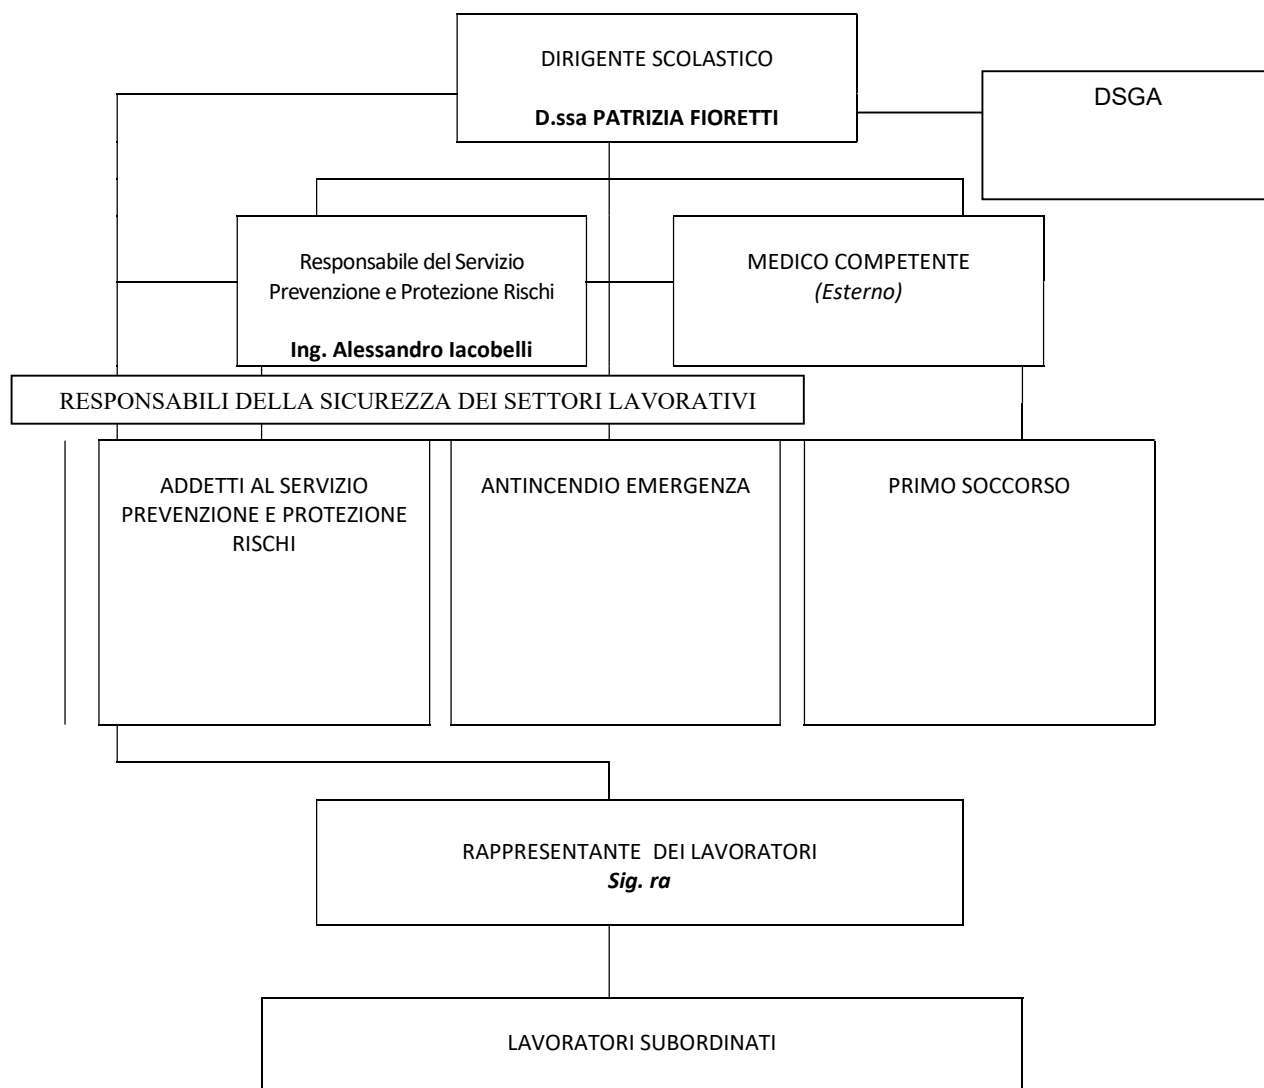 DIRIGENTE SCOLASTICO
D.ssa PATRIZIA FIORETTI
DSGA
Responsabile del Servizio
Prevenzione e Protezione Rischi
Ing. Alessandro Iacobelli
MEDICO COMPETENTE
(Esterno)
RESPONSABILI DELLA SICUREZZA DEI SETTORI LAVORATIVI
ADDETTI AL SERVIZIO
PREVENZIONE E PROTEZIONE
RISCHI
ANTINCENDIO EMERGENZA
PRIMO SOCCORSO
RAPPRESENTANTE DEI LAVORATORI
Sig. ra
LAVORATORI SUBORDINATI